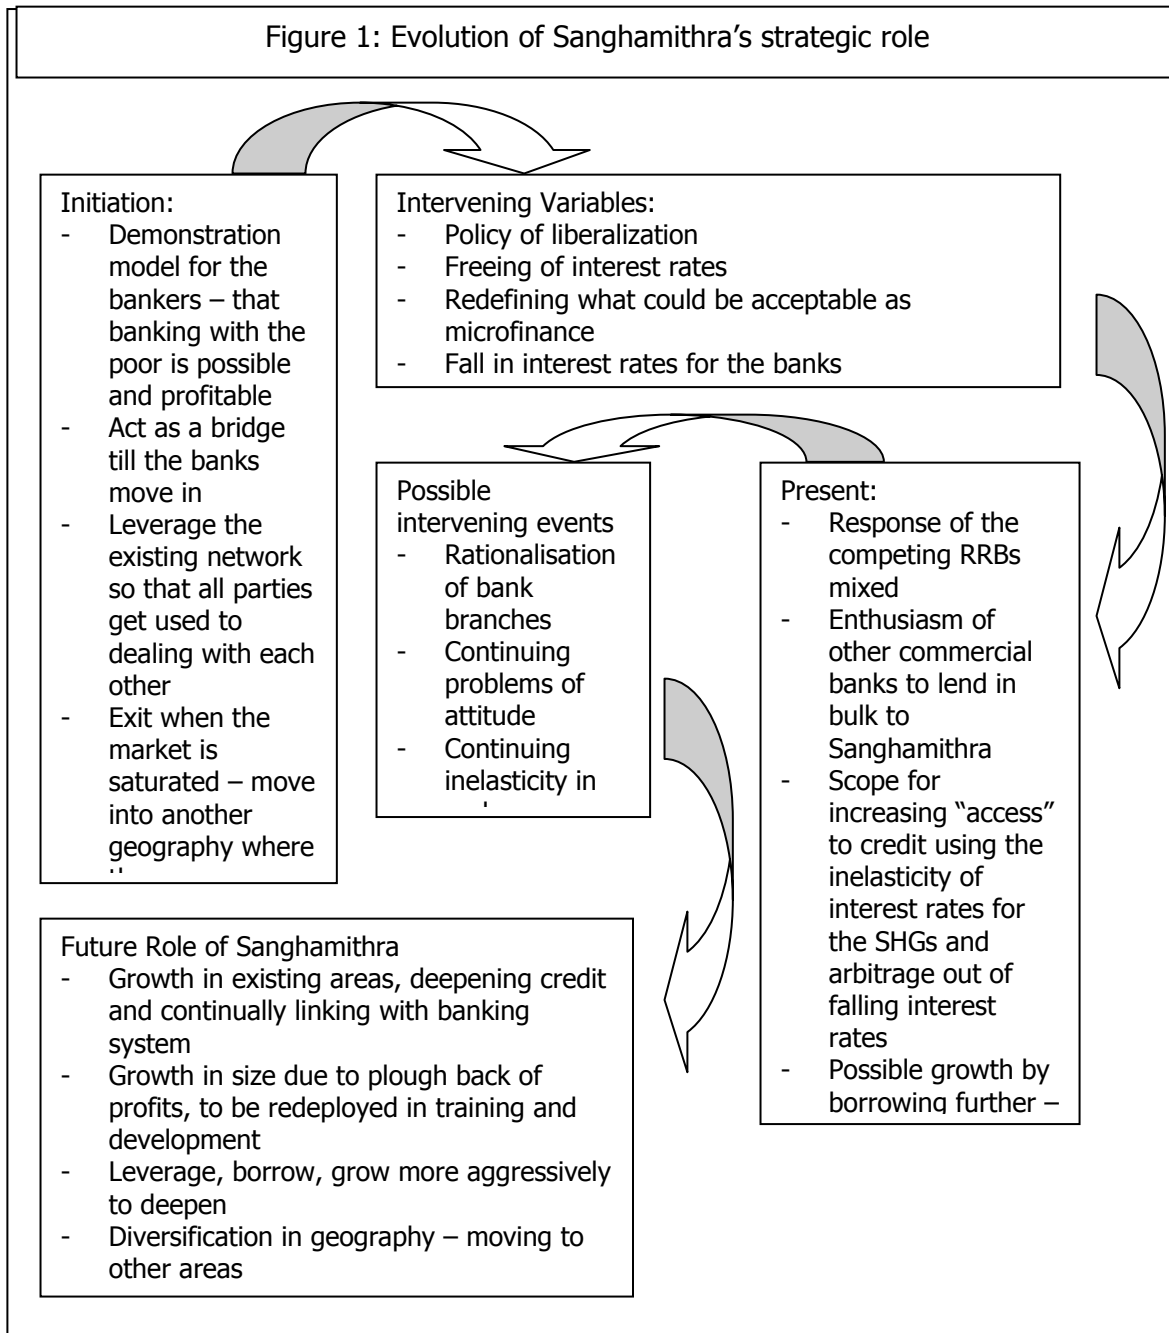 Figure 1: Evolution of Sanghamithra's strategic role
Initiation:
- Demonstration
model for the
bankers – that
banking with the
poor is possible
and profitable
- Act as a bridge
till the banks
move in
- Leverage the
existing network
so that all parties
get used to
dealing with each
other
- Exit when the
market is
saturated – move
into another
geography where
Intervening Variables:
- Policy of liberalization
- Freeing of interest rates
- Redefining what could be acceptable as
microfinance
- Fall in interest rates for the banks
Present:
- Response of the
competing RRBs
mixed
- Enthusiasm of
other commercial
banks to lend in
bulk to
Sanghamithra
- Scope for
increasing “access”
to credit using the
inelasticity of
interest rates for
the SHGs and
arbitrage out of
falling interest
rates
- Possible growth by
borrowing further –
Possible
intervening events
- Rationalisation
of bank
branches
- Continuing
problems of
attitude
- Continuing
inelasticity in
Future Role of Sanghamithra
- Growth in existing areas, deepening credit
and continually linking with banking
system
- Growth in size due to plough back of
profits, to be redeployed in training and
development
- Leverage, borrow, grow more aggressively
to deepen
- Diversification in geography – moving to
other areas